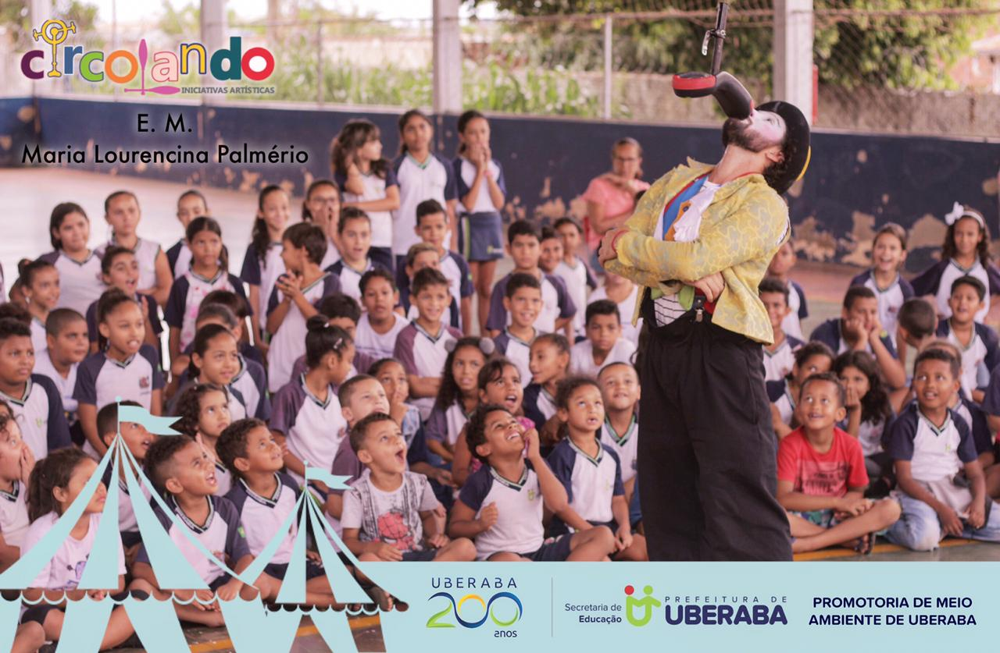 circolando
INICIATIVAS ARTÍSTICAS
E. M.
Maria Lourencina Palmério
UBERABA
200
anos
Secretaria de
Educação
PREFEITURA DE
UBERABA
PROMOTORIA DE MEIO
AMBIENTE DE UBERABA